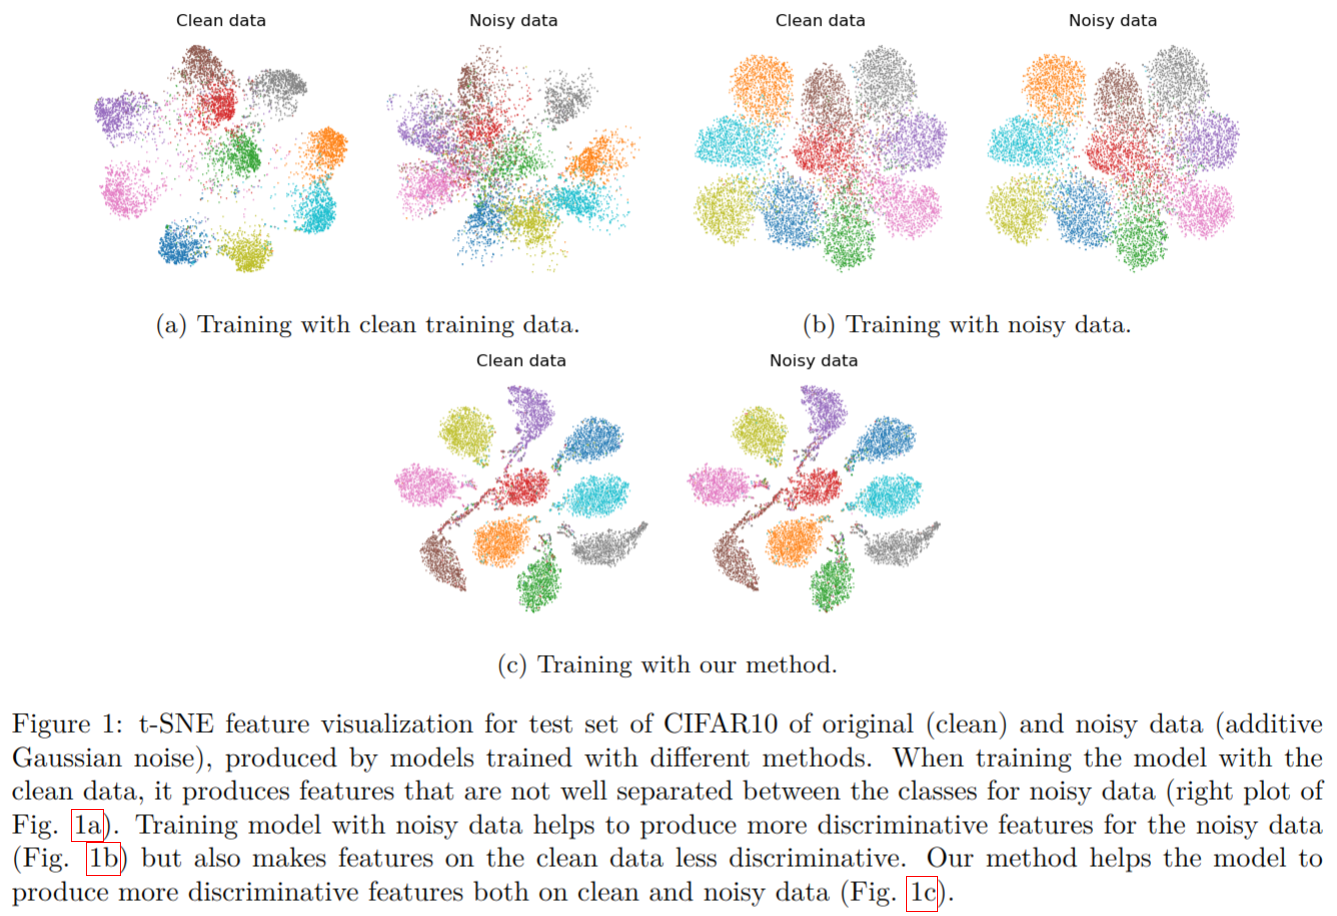 Clean data
Noisy data
Clean data
Noisy data
(a) Training with clean training data.
(b) Training with noisy data.
Clean data
Noisy data
(c) Training with our method.
Figure 1: t-SNE feature visualization for test set of CIFAR10 of original (clean) and noisy data (additive
Gaussian noise), produced by models trained with different methods. When training the model with the
clean data, it produces features that are not well separated between the classes for noisy data (right plot of
Fig. 1a). Training model with noisy data helps to produce more discriminative features for the noisy data
(Fig. 1b) but also makes features on the clean data less discriminative. Our method helps the model to
produce more discriminative features both on clean and noisy data (Fig. 1c).